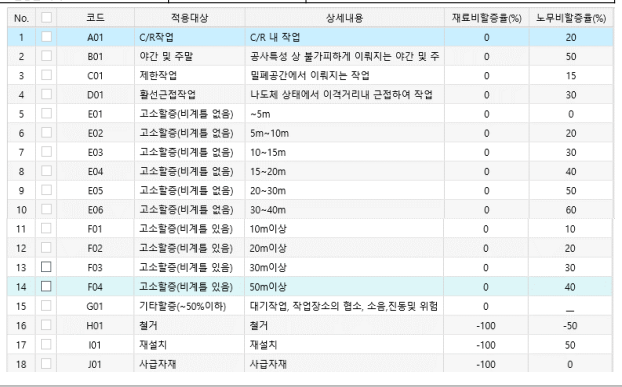 No. 코드 적용대상 상세내용 재료비할증율(%) 노무비할증율(%)
1 A01 C/R작업 C/R 내 작업 0 20
2 B01 야간 및 주말 공사특성 상 불가피하게 이뤄지는 야간 및 주 0 50
3 C01 제한작업 밀폐공간에서 이뤄지는 작업 0 15
4 D01 활선근접작업 나도체 상태에서 이격거리내 근접하여 작업 0 30
5 E01 고소할증(비계틀 없음) ~5m 0 0
6 E02 고소할증(비계틀 없음) 5m~10m 0 20
7 E03 고소할증(비계틀 없음) 10~15m 0 30
8 E04 고소할증(비계틀 없음) 15~20m 0 40
9 E05 고소할증(비계틀 없음) 20~30m 0 50
10 E06 고소할증(비계틀 없음) 30~40m 0 60
11 F01 고소할증(비계틀 있음) 10m이상 0 10
12 F02 고소할증(비계틀 있음) 20m이상 0 20
13 F03 고소할증(비계틀 있음) 30m이상 0 30
14 F04 고소할증(비계틀 있음) 50m이상 0 40
15 G01 기타할증(~50%이하) 대기작업, 작업장소의 협소, 소음,진동및 위험 0 __
16 H01 철거 철거 -100 -50
17 I01 재설치 재설치 -100 50
18 J01 사급자재 사급자재 -100 0